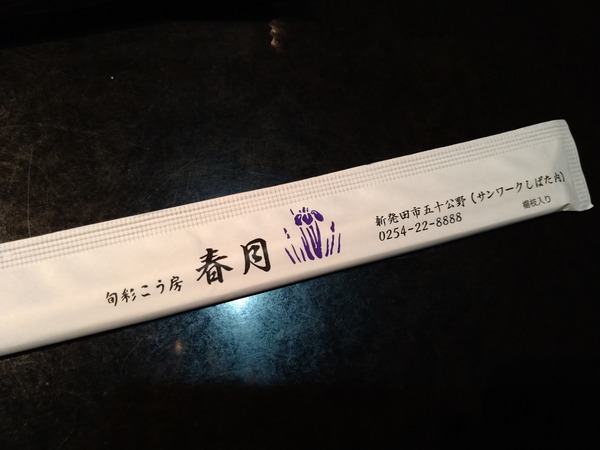 旬彩こう房 春月
新発田市五十公野(サンワークしばた内)
0254-22-8888
楊枝入り